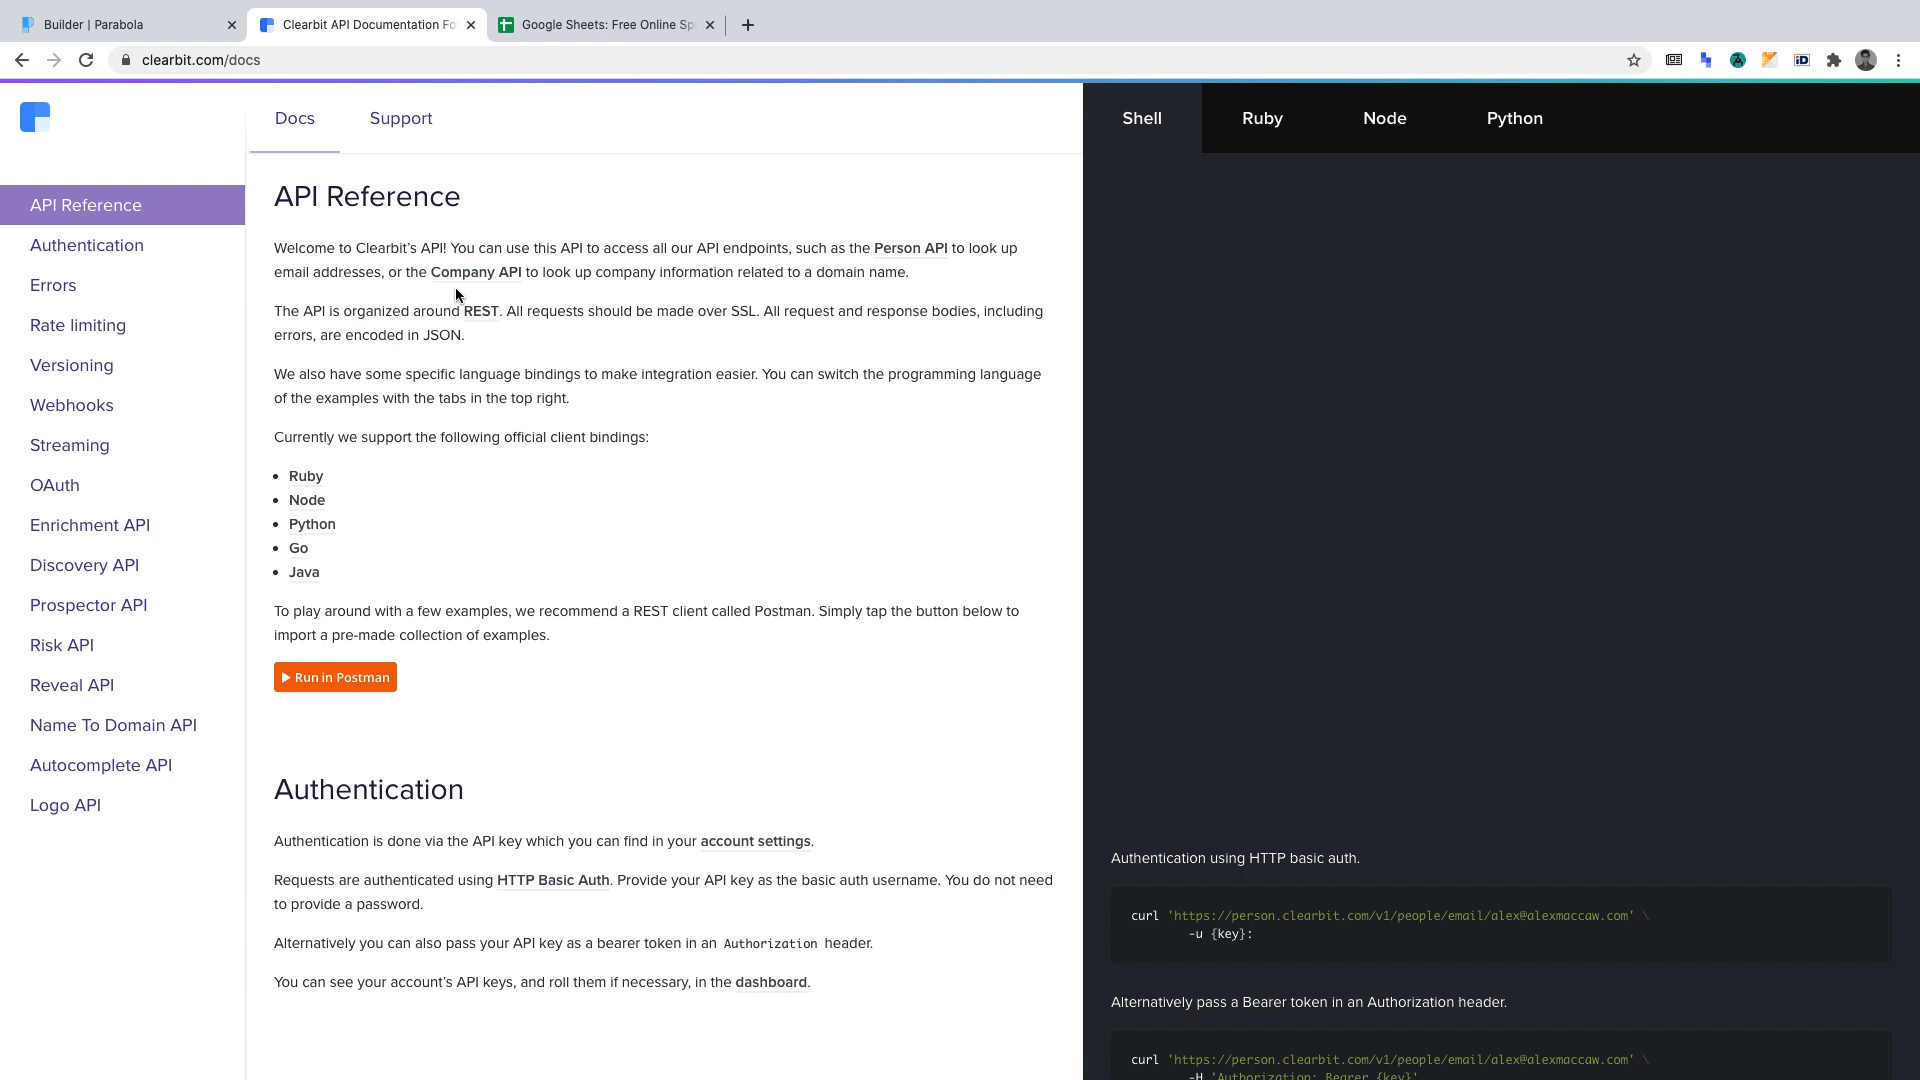 Builder | Parabola
Clearbit API Documentation Fo
Google Sheets: Free Online Sp
clearbit.com/docs
Docs
Support
Shell
Ruby
Node
Python
API Reference
Authentication
Errors
Rate limiting
Versioning
Webhooks
Streaming
OAuth
Enrichment API
Discovery API
Prospector API
Risk API
Reveal API
Name To Domain API
Autocomplete API
Logo API
API Reference
Welcome to Clearbit’s API! You can use this API to access all our API endpoints, such as the Person API to look up
email addresses, or the Company API to look up company information related to a domain name.
The API is organized around REST. All requests should be made over SSL. All request and response bodies, including
errors, are encoded in JSON.
We also have some specific language bindings to make integration easier. You can switch the programming language
of the examples with the tabs in the top right.
Currently we support the following official client bindings:
• Ruby
• Node
• Python
• Go
• Java
To play around with a few examples, we recommend a REST client called Postman. Simply tap the button below to
import a pre-made collection of examples.
Run in Postman
Authentication
Authentication is done via the API key which you can find in your account settings.
Requests are authenticated using HTTP Basic Auth. Provide your API key as the basic auth username. You do not need
to provide a password.
Alternatively you can also pass your API key as a bearer token in an Authorization header.
You can see your account’s API keys, and roll them if necessary, in the dashboard.
Authentication using HTTP basic auth.
curl 'https://person.clearbit.com/v1/people/email/alex@alexmaccaw.com' \
-u {key}:
Alternatively pass a Bearer token in an Authorization header.
curl 'https://person.clearbit.com/v1/people/email/alex@alexmaccaw.com' \
-H 'Authorization: Bearer {key}'